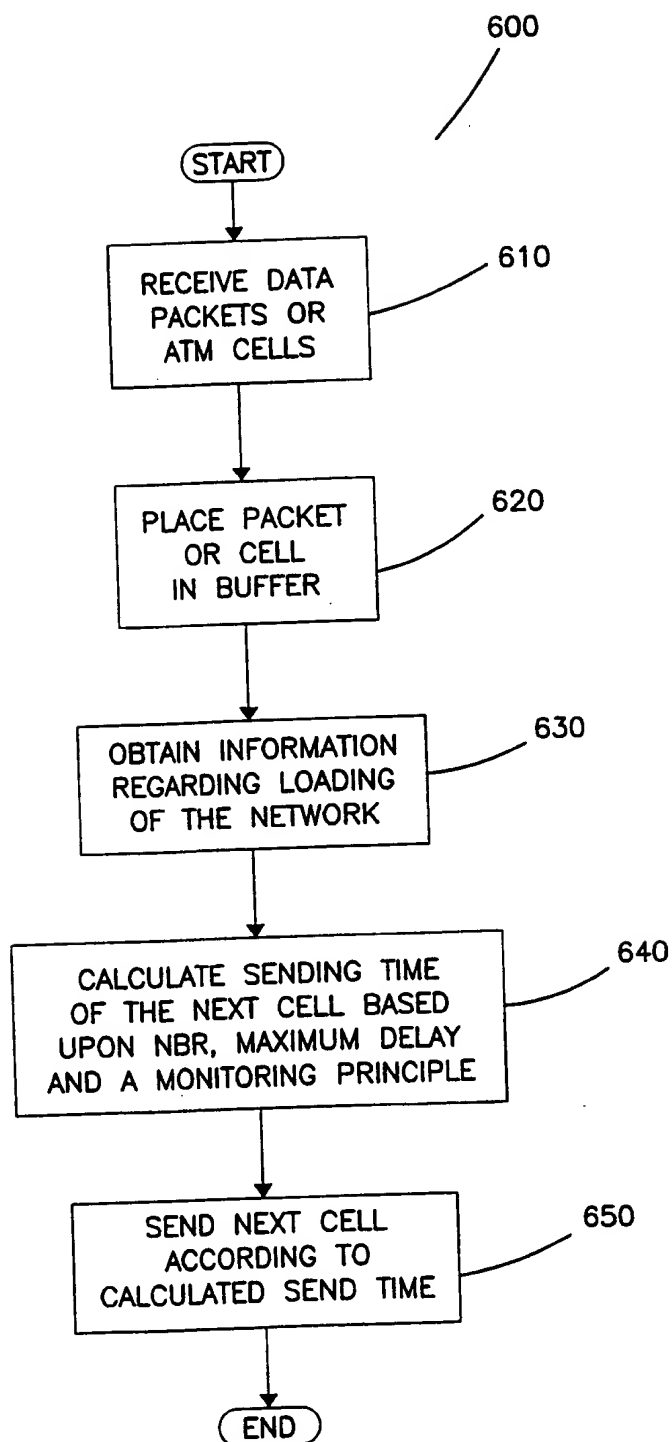 600
START
RECEIVE DATA
PACKETS OR
ATM CELLS
610
PLACE PACKET
OR CELL
IN BUFFER
620
OBTAIN INFORMATION
REGARDING LOADING
OF THE NETWORK
630
CALCULATE SENDING TIME
OF THE NEXT CELL BASED
UPON NBR, MAXIMUM DELAY
AND A MONITORING PRINCIPLE
640
SEND NEXT CELL
ACCORDING TO
CALCULATED SEND TIME
650
END